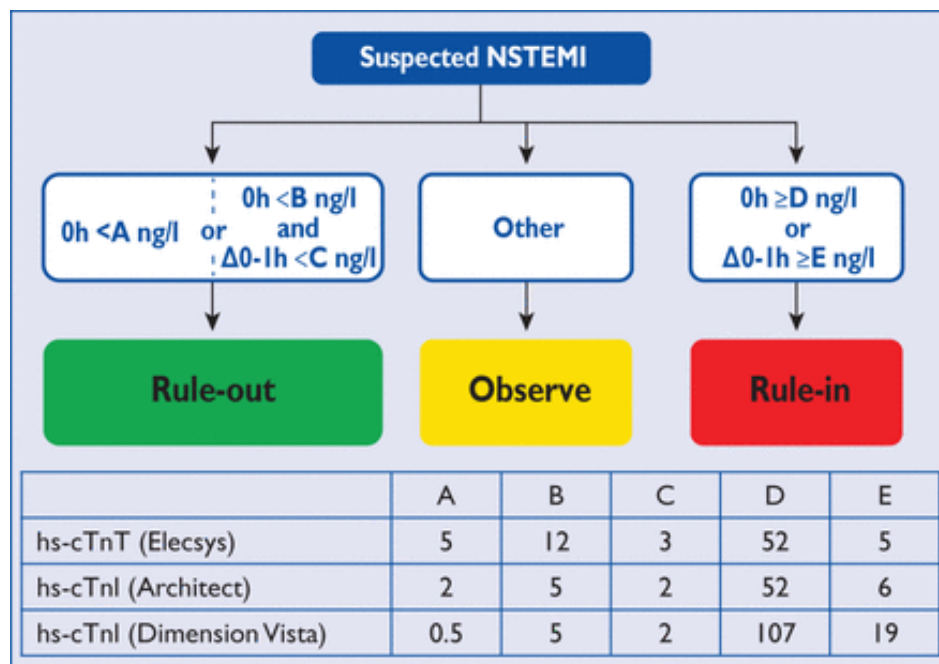 Suspected NSTEMI
0h <A ng/l or
0h <B ng/l
and
Δ0-1h <C ng/l
Other
0h ≥D ng/l
or
Δ0-1h ≥E ng/l
Rule-out
Observe
Rule-in
A B C D E
hs-cTnT (Elecsys) 5 12 3 52 5
hs-cTnI (Architect) 2 5 2 52 6
hs-cTnI (Dimension Vista) 0.5 5 2 107 19